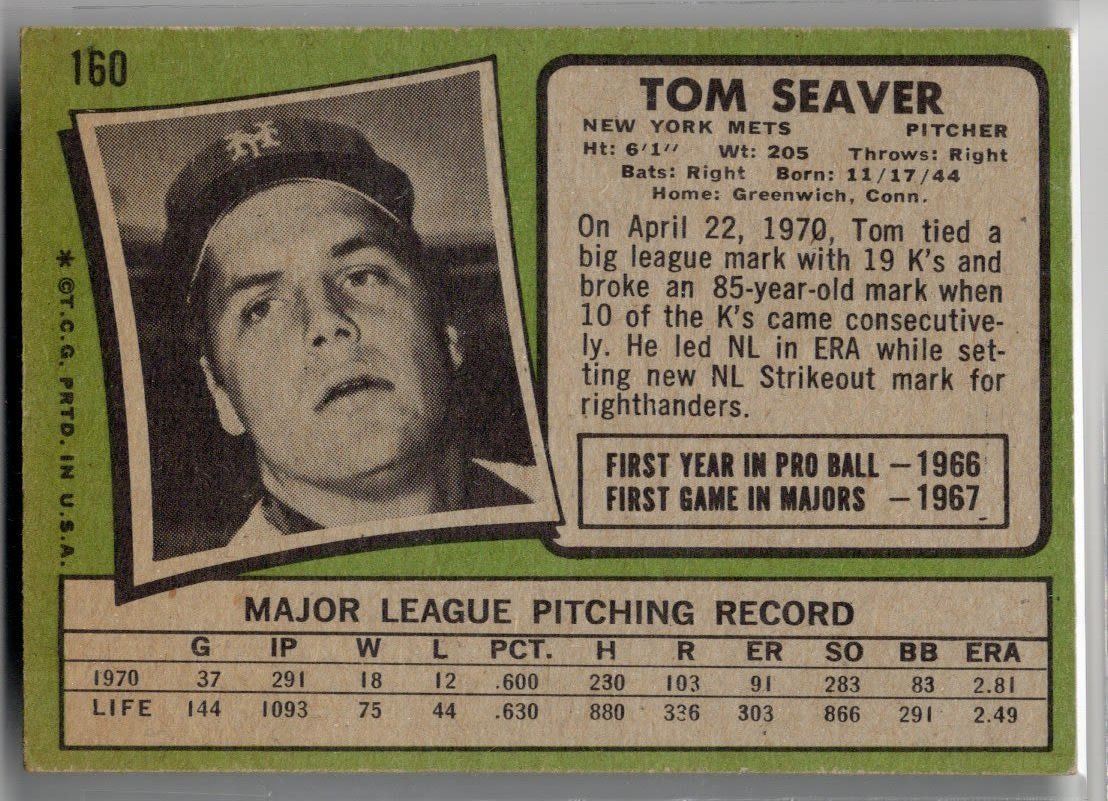 160
TOM SEAVER
NEW YORK METS PITCHER
Ht: 6'1" Wt: 205 Throws: Right
Bats: Right Born: 11/17/44
Home: Greenwich, Conn.
On April 22, 1970, Tom tied a
big league mark with 19 K's and
broke an 85-year-old mark when
10 of the K's came consecutive-
ly. He led NL in ERA while set-
ting new NL Strikeout mark for
righthanders.
FIRST YEAR IN PRO BALL — 1966
FIRST GAME IN MAJORS — 1967
NY
* ©T.C.G. PRTD. IN U.S.A.
MAJOR LEAGUE PITCHING RECORD
G IP W L PCT. H R ER SO BB ERA
1970 37 291 18 12 .600 230 103 91 283 83 2.81
LIFE 144 1093 75 44 .630 880 336 303 866 291 2.49